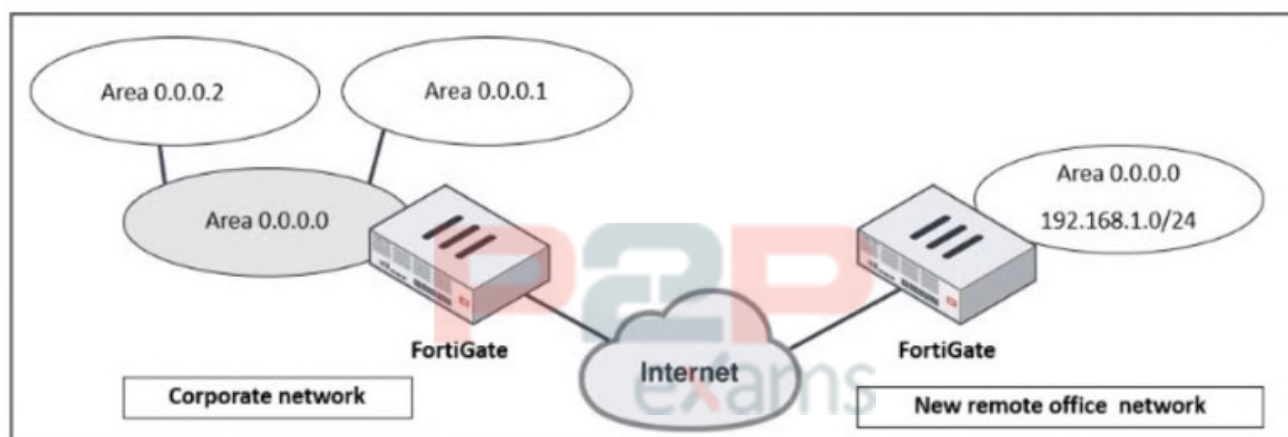 Area 0.0.0.2
Area 0.0.0.1
Area 0.0.0.0
Area 0.0.0.0
192.168.1.0/24
FortiGate
FortiGate
Internet
Corporate network
New remote office network
P2P
exams